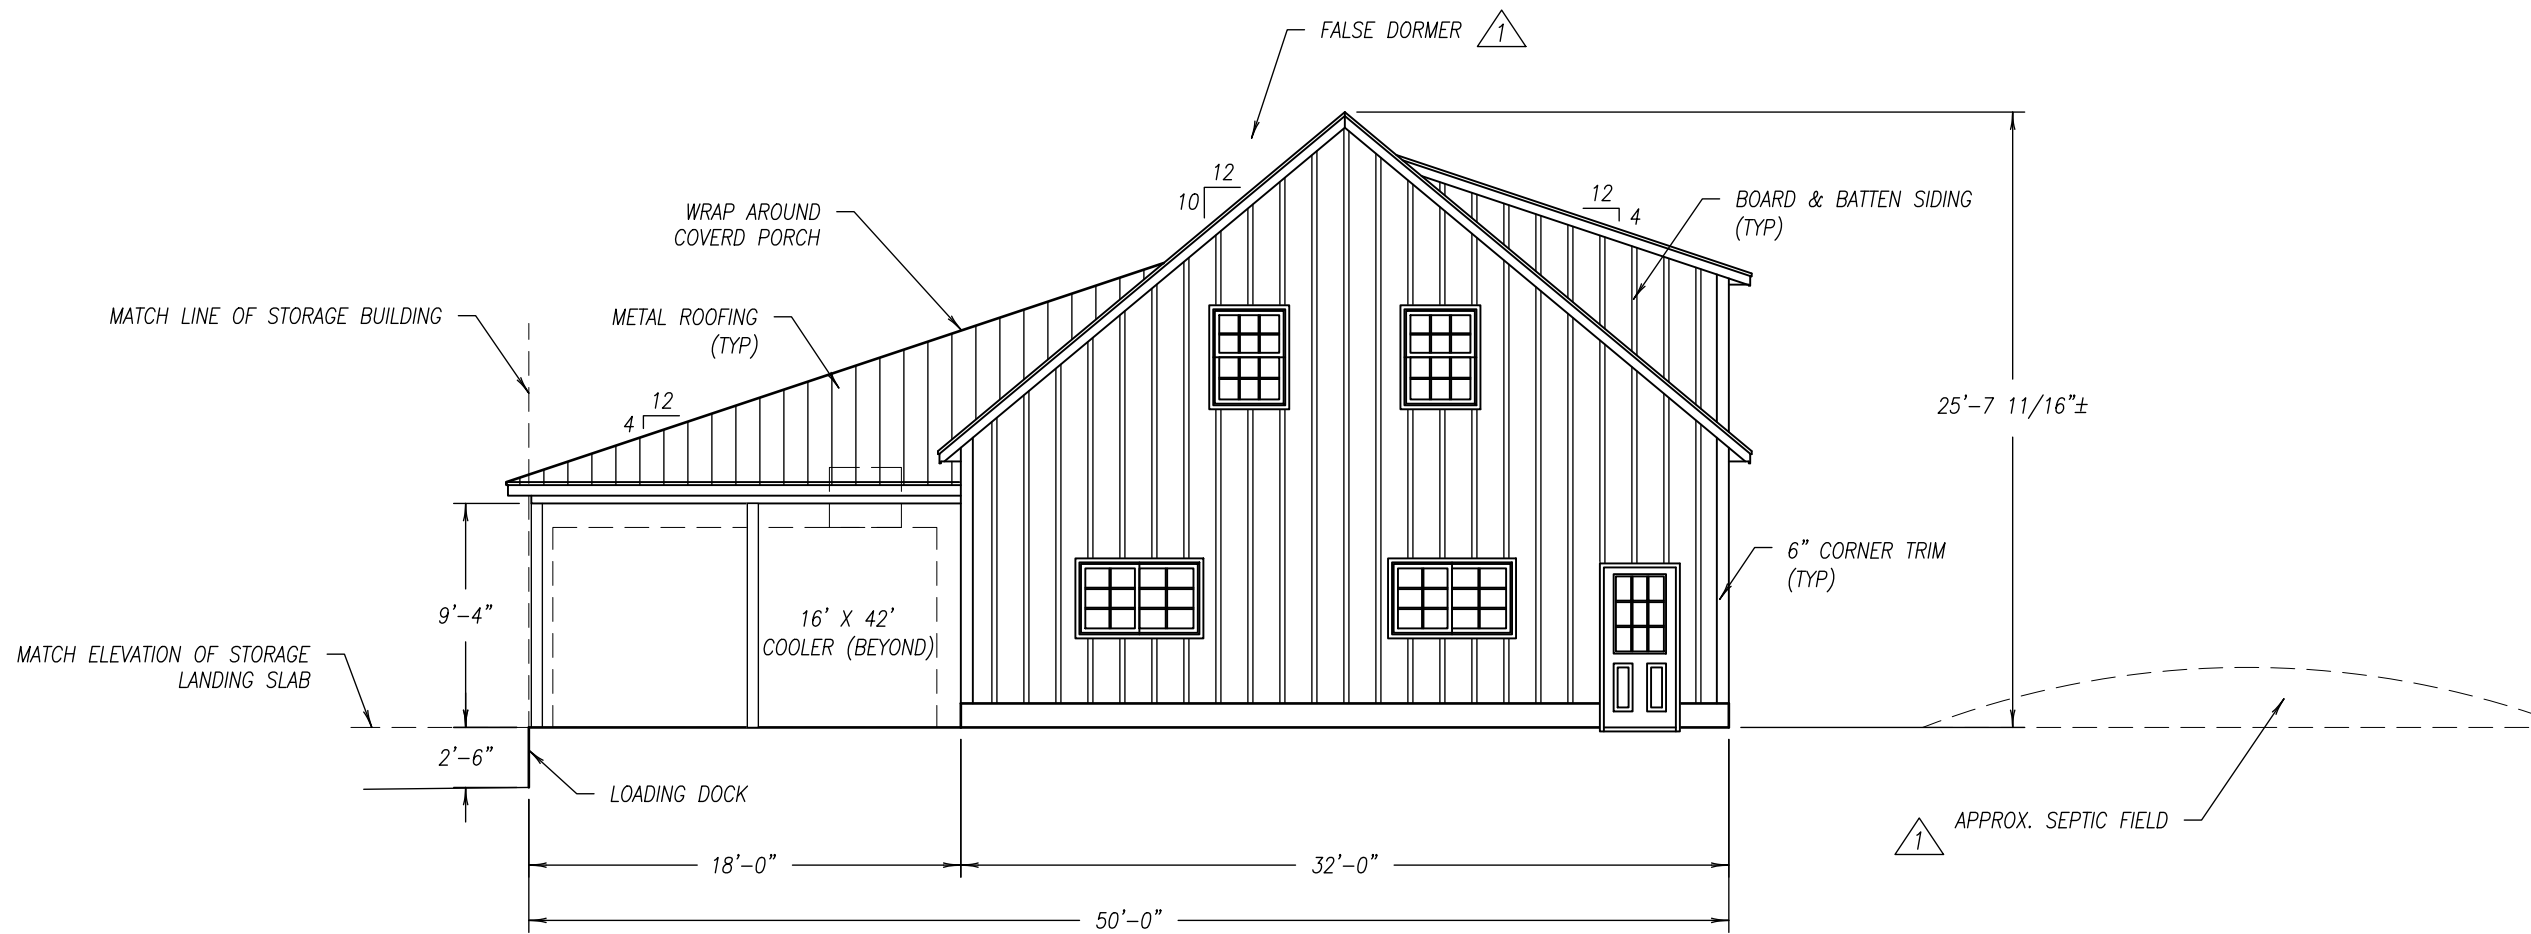 FALSE DORMER
1
12
10
12
4
BOARD & BATTEN SIDING
(TYP)
WRAP AROUND
COVERD PORCH
MATCH LINE OF STORAGE BUILDING
METAL ROOFING
(TYP)
12
4
25'-7 11/16"±
6" CORNER TRIM
(TYP)
9'-4"
16' X 42'
COOLER (BEYOND)
MATCH ELEVATION OF STORAGE
LANDING SLAB
2'-6"
LOADING DOCK
APPROX. SEPTIC FIELD
1
18'-0"
32'-0"
50'-0"